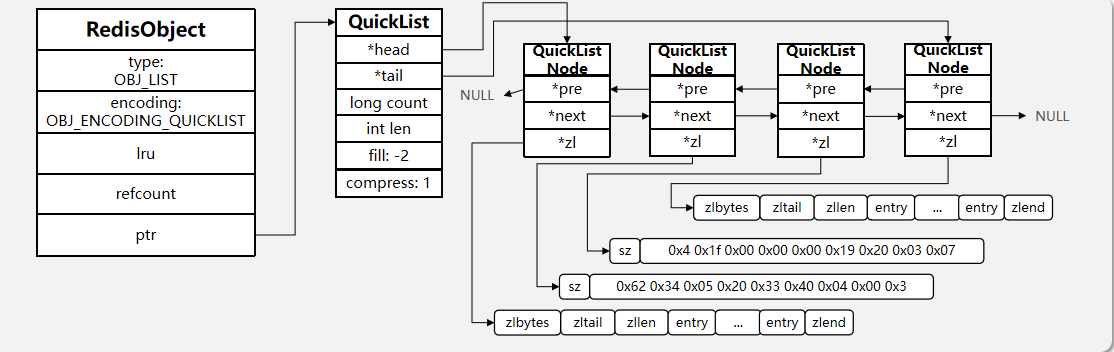 RedisObject
type:
OBJ_LIST
encoding:
OBJ_ENCODING_QUICKLIST
lru
refcount
ptr
QuickList
*head
*tail
long count
int len
fill: -2
compress: 1
NULL
QuickList
Node
*pre
*next
*zl
QuickList
Node
*pre
*next
*zl
QuickList
Node
*pre
*next
*zl
QuickList
Node
*pre
*next
*zl
NULL
zlbytes zltail zllen entry ... entry zlend
sz 0x4 0x1f 0x00 0x00 0x00 0x19 0x20 0x03 0x07
sz 0x62 0x34 0x05 0x20 0x33 0x40 0x04 0x00 0x3
zlbytes zltail zllen entry ... entry zlend